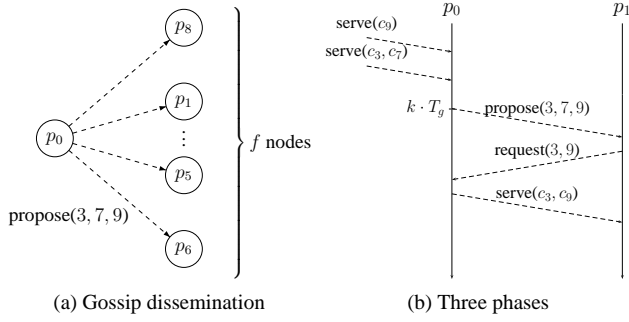 p₈
p₁
p₀
⋮
f nodes
p₅
propose(3, 7, 9)
p₆
(a) Gossip dissemination
p₀
p₁
serve(c₉)
serve(c₃, c₇)
k · T_g
propose(3, 7, 9)
request(3, 9)
serve(c₃, c₉)
(b) Three phases